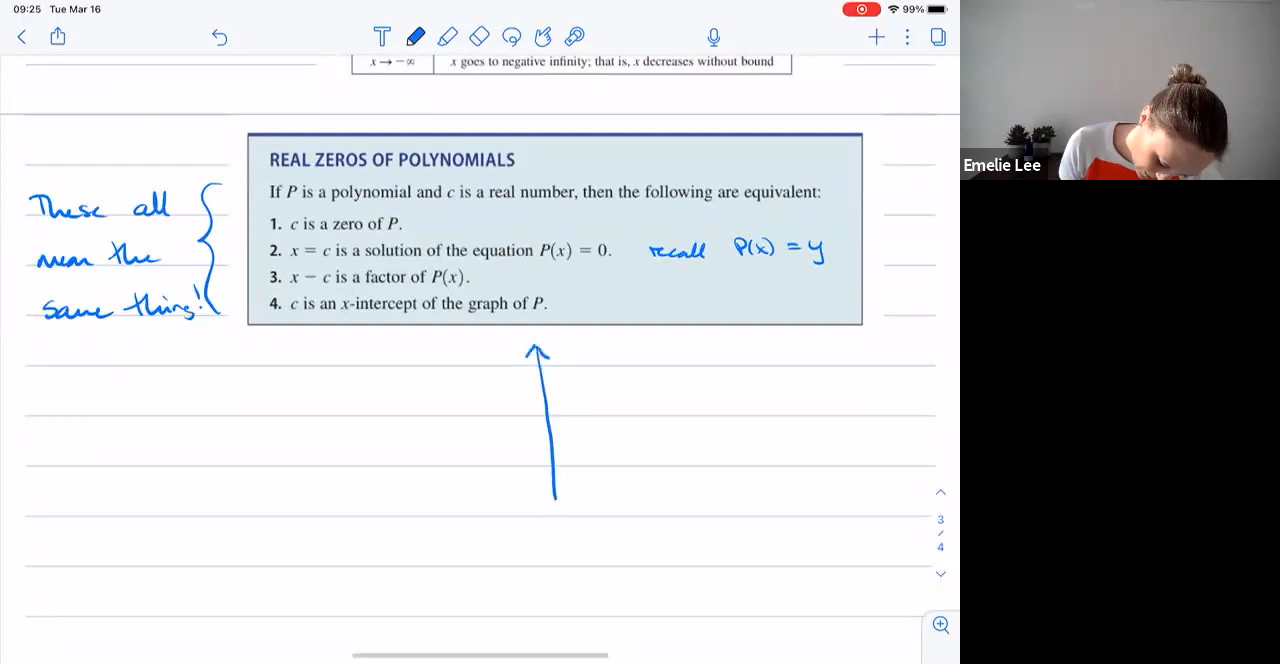 09:25 Tue Mar 16
99%
T
x → −∞ x goes to negative infinity; that is, x decreases without bound
REAL ZEROS OF POLYNOMIALS
If P is a polynomial and c is a real number, then the following are equivalent:
1. c is a zero of P.
2. x = c is a solution of the equation P(x) = 0. recall P(x) = y
3. x − c is a factor of P(x).
4. c is an x-intercept of the graph of P.
These all
mean the
same thing!
3
/
4
Emelie Lee